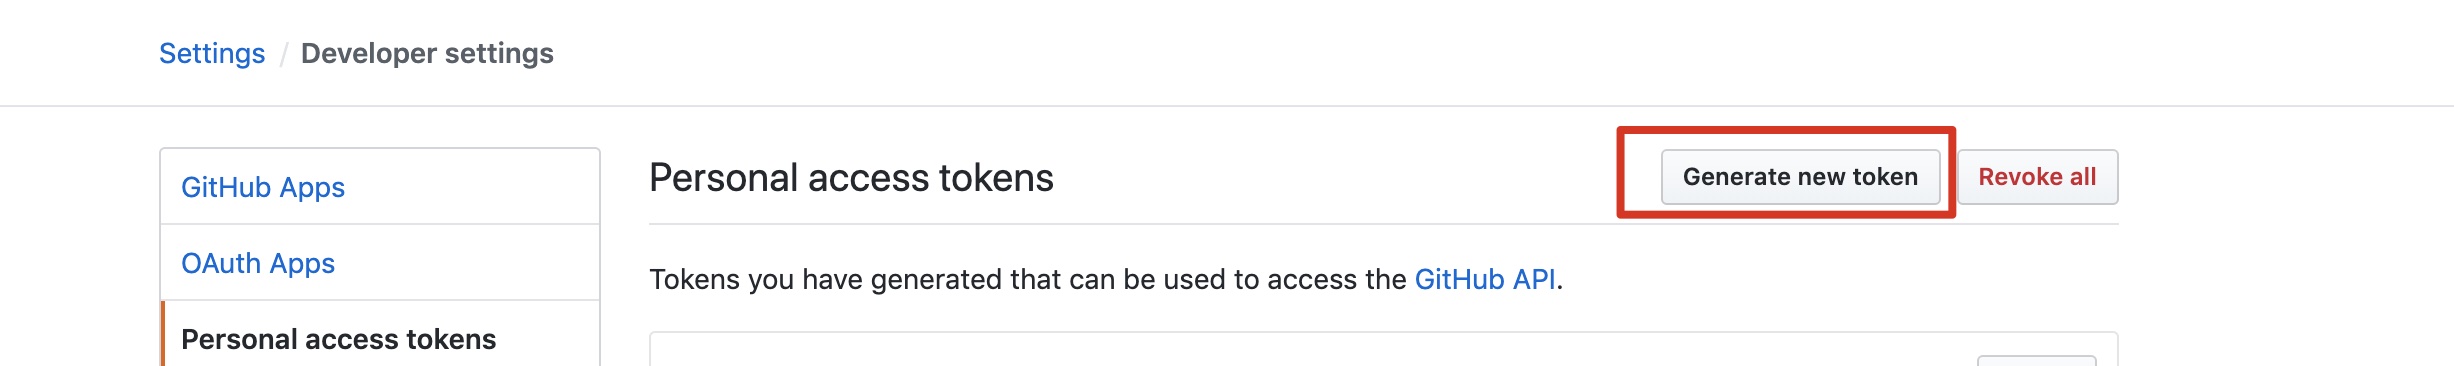 Settings / Developer settings
GitHub Apps
OAuth Apps
Personal access tokens
Personal access tokens
Generate new token
Revoke all
Tokens you have generated that can be used to access the GitHub API.